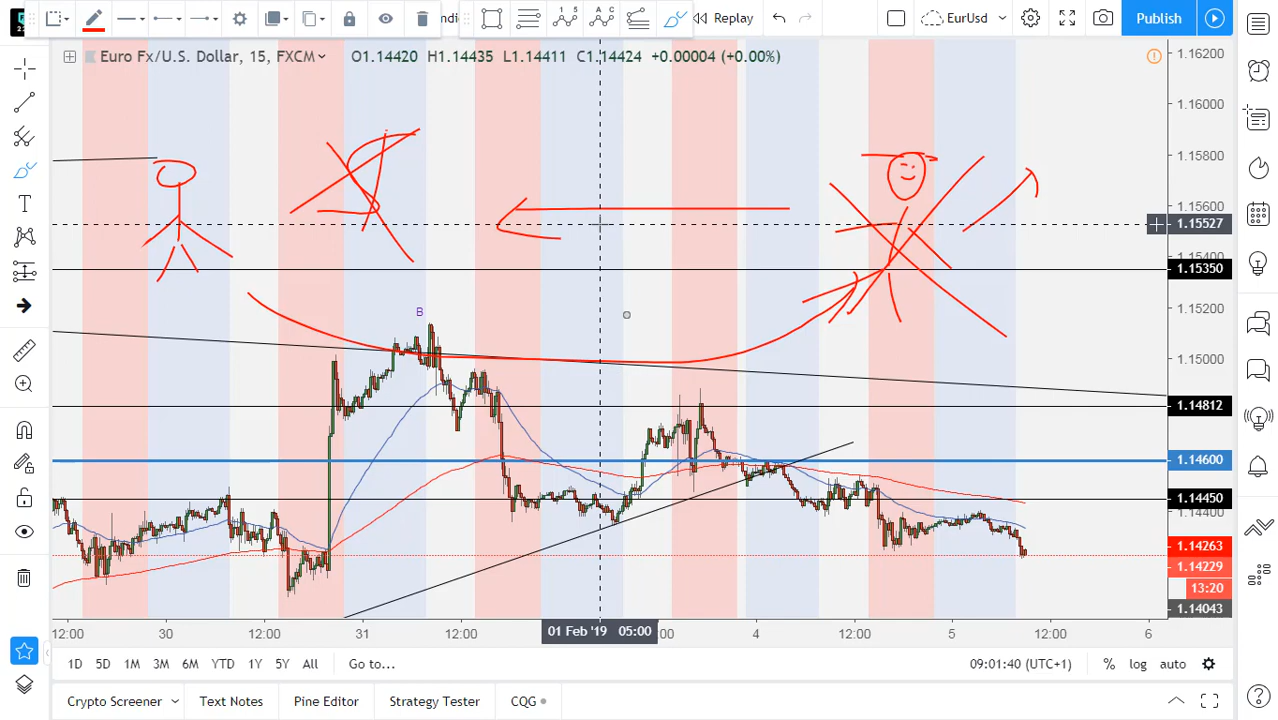 Replay
EurUsd
Publish
Euro Fx/U.S. Dollar, 15, FXCM O1.14420 H1.14435 L1.14411 C1.14424 +0.00004 (+0.00%)
1.16200
1.16000
1.15800
1.15600
1.15527
1.15350
1.15200
B
1.15000
1.14812
1.14600
1.14450
1.14400
1.14263
1.14229
13:20
1.14043
12:00 30 12:00 31 12:00 01 Feb '19 05:00 :00 4 12:00 5 12:00 6
1D 5D 1M 3M 6M YTD 1Y 5Y All Go to... 09:01:40 (UTC+1) % log auto
Crypto Screener Text Notes Pine Editor Strategy Tester CQG